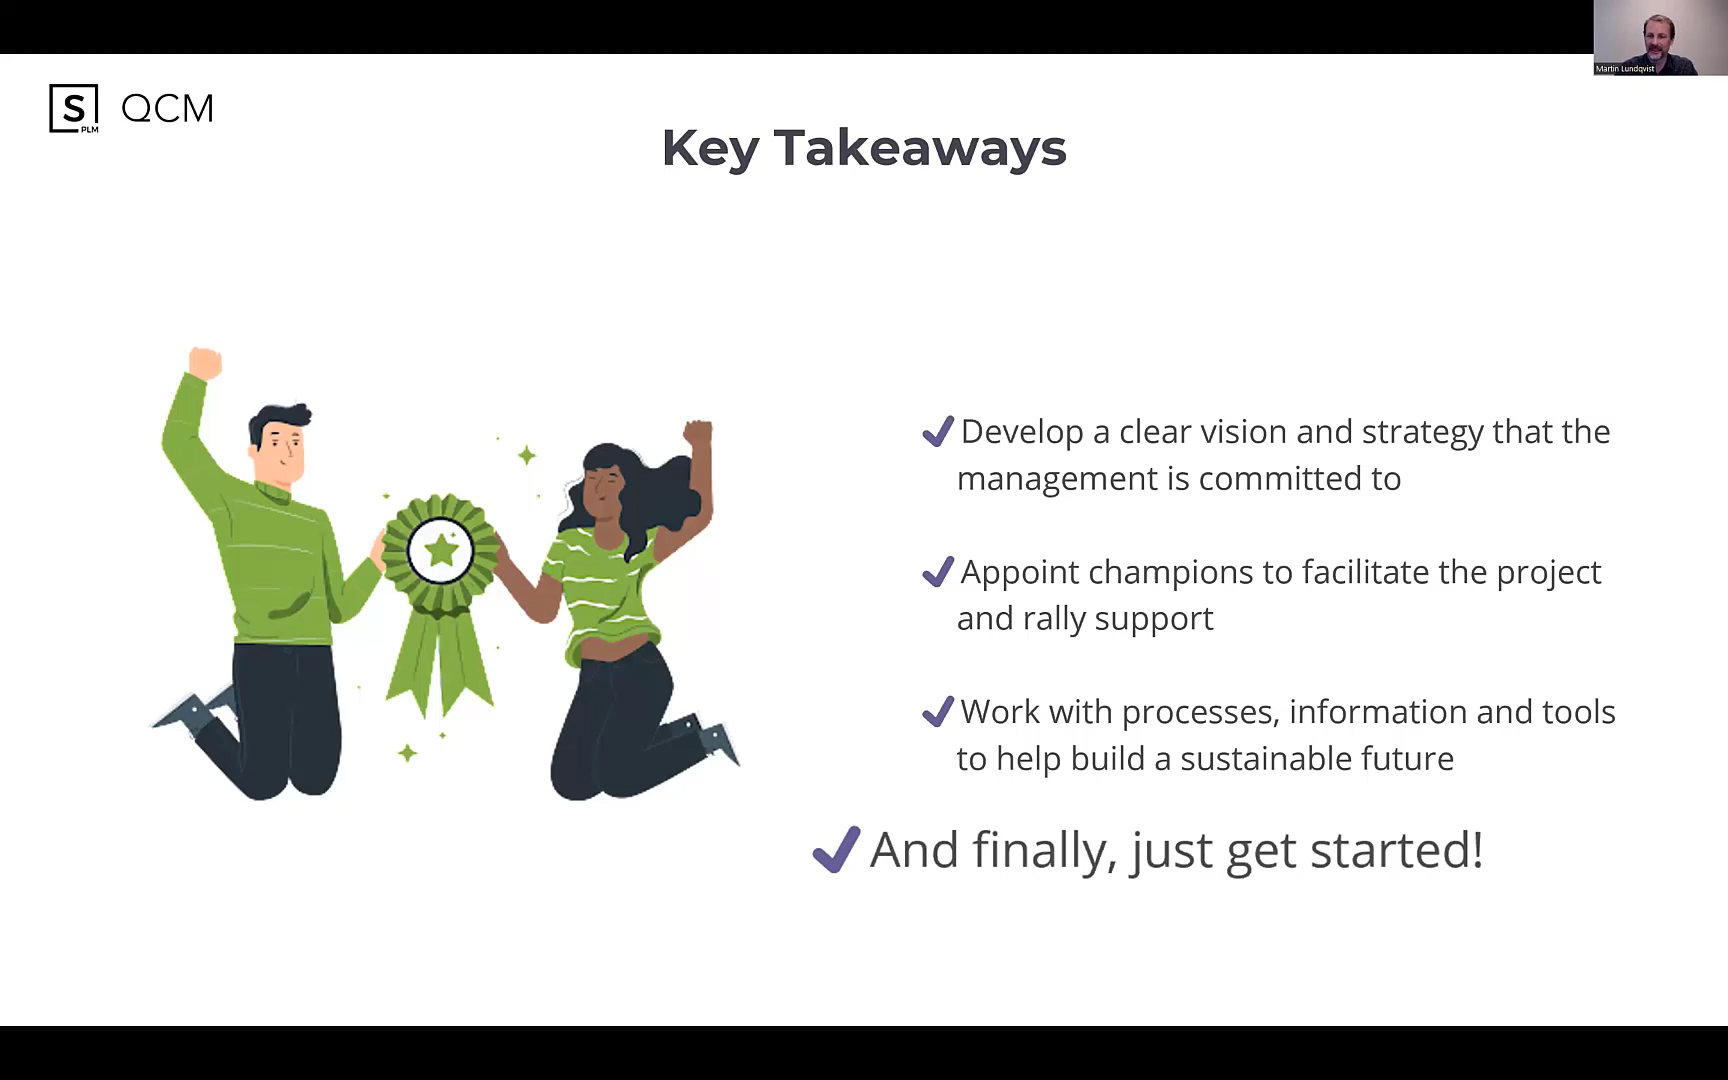 Martin Lundqvist
S
PLM
QCM
Key Takeaways
Develop a clear vision and strategy that the
management is committed to
Appoint champions to facilitate the project
and rally support
Work with processes, information and tools
to help build a sustainable future
And finally, just get started!